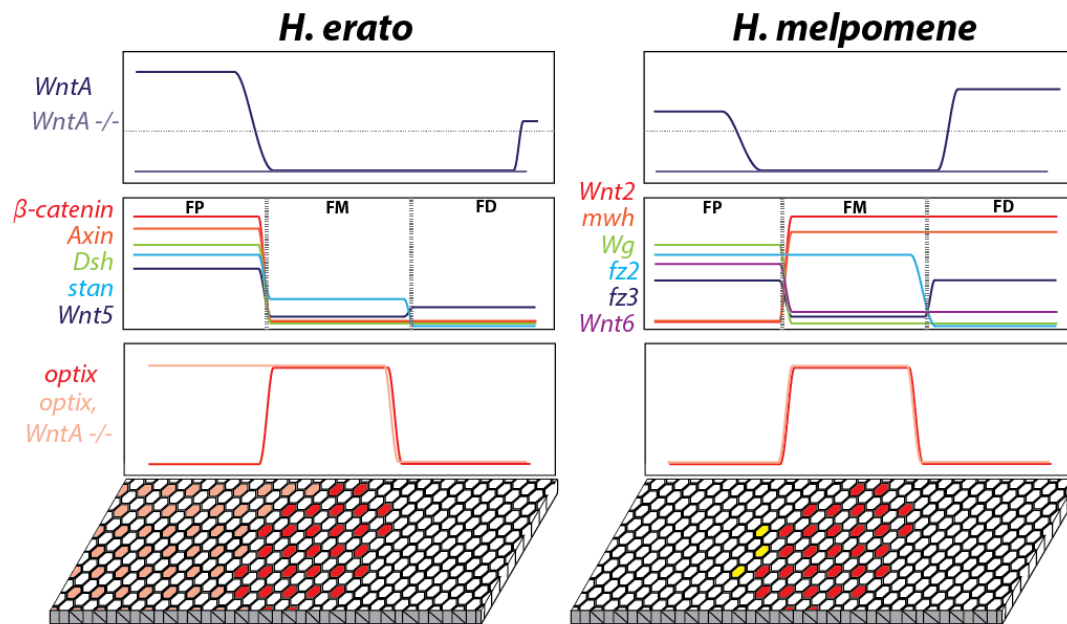 H. erato
H. melpomene
WntA
WntA -/-
β-catenin
Axin
Dsh
stan
Wnt5
FP FM FD
Wnt2
mwh
Wg
fz2
fz3
Wnt6
FP FM FD
optix
optix,
WntA -/-